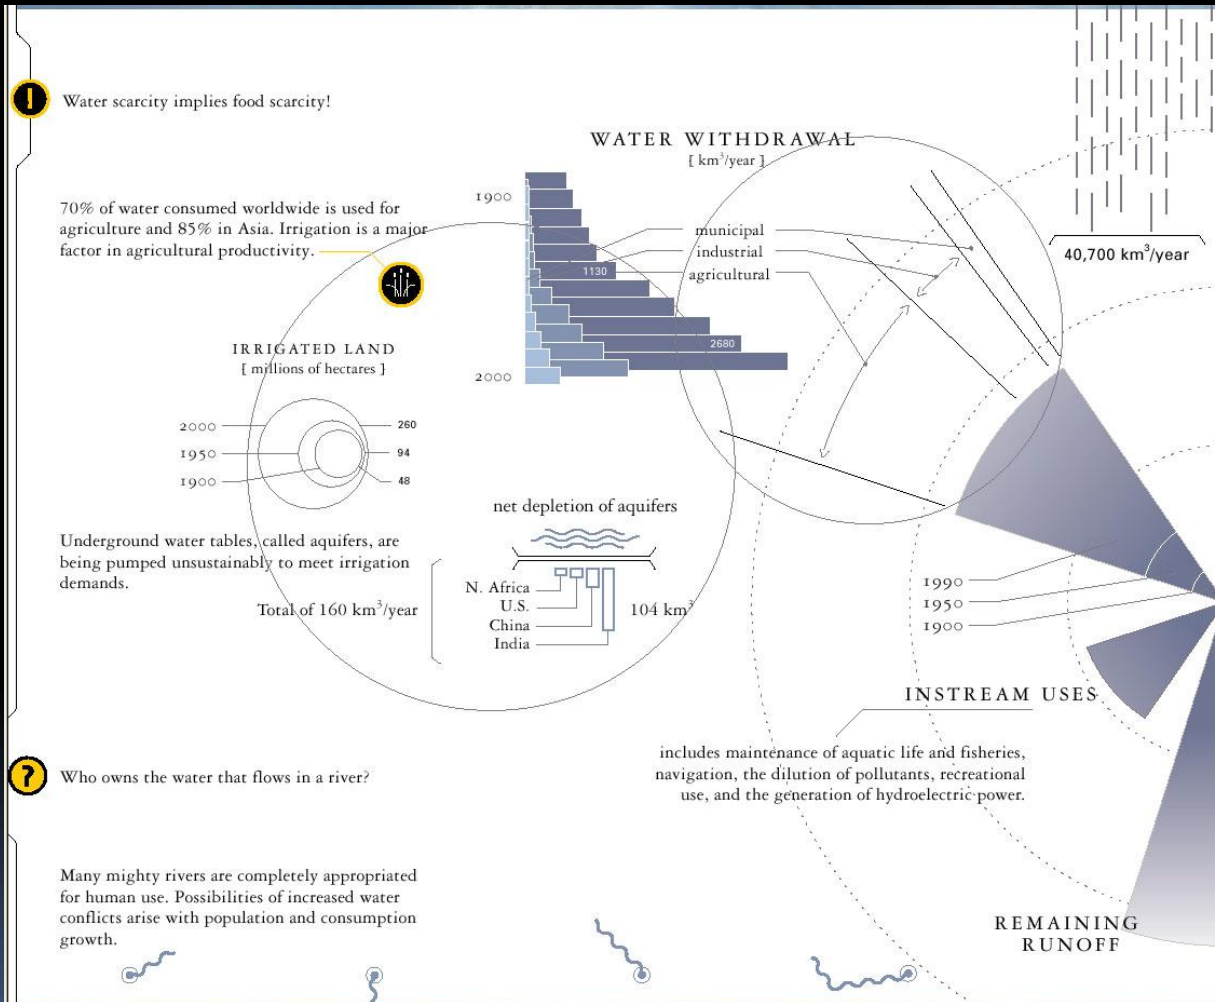 Water scarcity implies food scarcity!
WATER WITHDRAWAL
[ km³/year ]
1900
1130
2680
2000
municipal
industrial
agricultural
40,700 km³/year
70% of water consumed worldwide is used for
agriculture and 85% in Asia. Irrigation is a major
factor in agricultural productivity.
IRRIGATED LAND
[ millions of hectares ]
2000
1950
1900
260
94
48
Underground water tables, called aquifers, are
being pumped unsustainably to meet irrigation
demands.
net depletion of aquifers
Total of 160 km³/year
N. Africa
U.S.
China
India
104 km³
1990
1950
1900
INSTREAM USES
includes maintenance of aquatic life and fisheries,
navigation, the dilution of pollutants, recreational
use, and the generation of hydroelectric power.
?
Who owns the water that flows in a river?
Many mighty rivers are completely appropriated
for human use. Possibilities of increased water
conflicts arise with population and consumption
growth.
REMAINING
RUNOFF